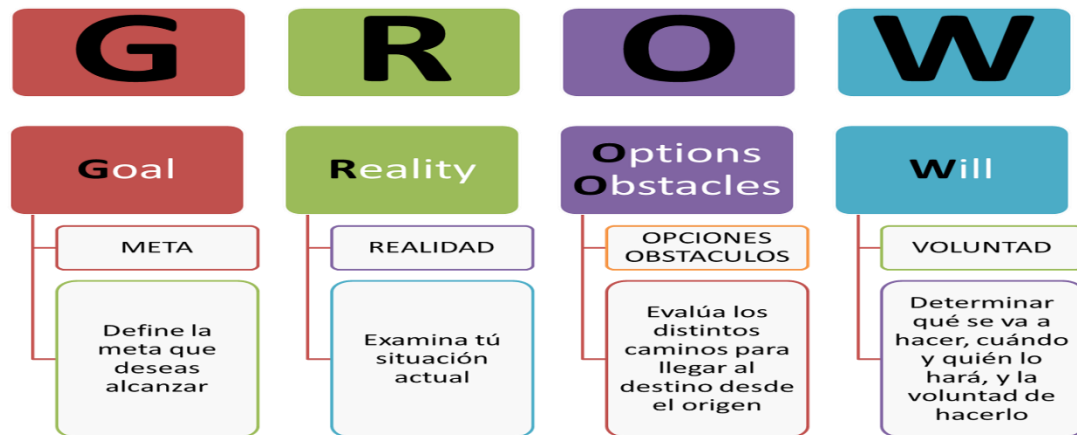 G
R
O
W
Goal
Reality
Options
Obstacles
Will
META
REALIDAD
OPCIONES
OBSTACULOS
VOLUNTAD
Define la
meta que
deseas
alcanzar
Examina tú
situación
actual
Evalúa los
distintos
caminos para
llegar al
destino desde
el origen
Determinar
qué se va a
hacer, cuándo
y quién lo
hará, y la
voluntad de
hacerlo